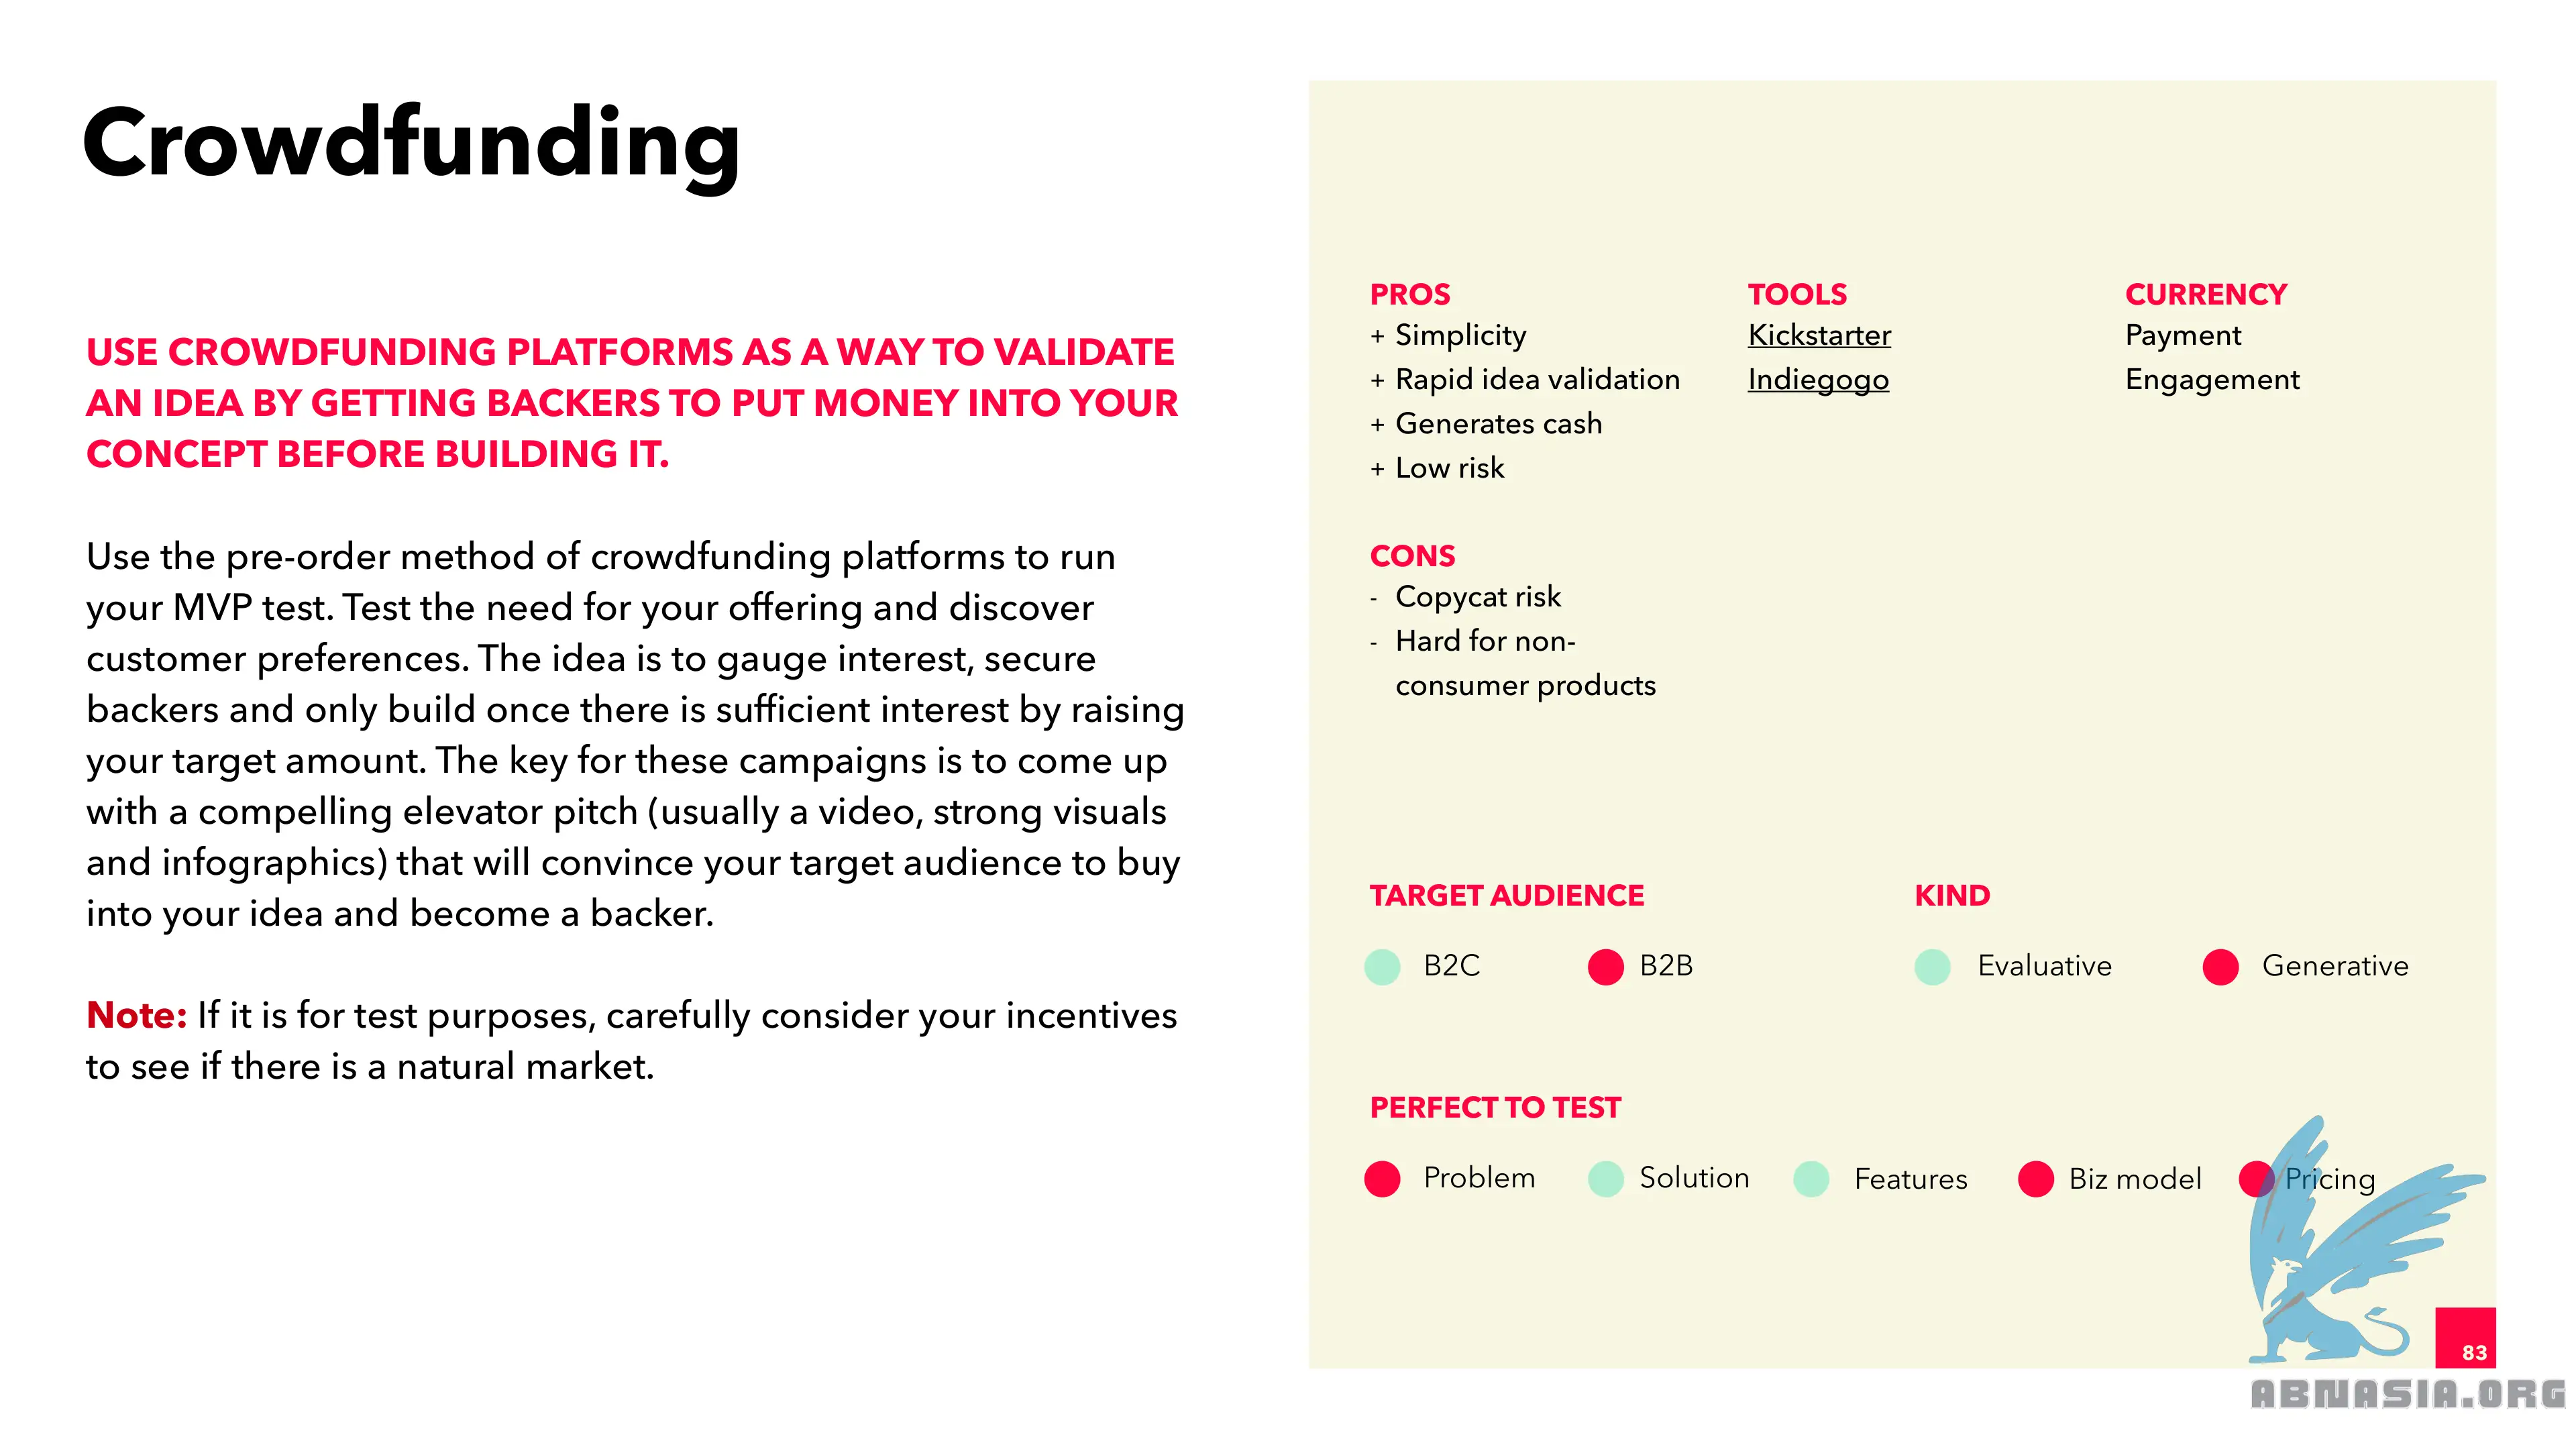 Crowdfunding
USE CROWDFUNDING PLATFORMS AS A WAY TO VALIDATE
AN IDEA BY GETTING BACKERS TO PUT MONEY INTO YOUR
CONCEPT BEFORE BUILDING IT.
Use the pre-order method of crowdfunding platforms to run
your MVP test. Test the need for your offering and discover
customer preferences. The idea is to gauge interest, secure
backers and only build once there is sufficient interest by raising
your target amount. The key for these campaigns is to come up
with a compelling elevator pitch (usually a video, strong visuals
and infographics) that will convince your target audience to buy
into your idea and become a backer.
Note: If it is for test purposes, carefully consider your incentives
to see if there is a natural market.
PROS
+ Simplicity
+ Rapid idea validation
+ Generates cash
+ Low risk
CONS
- Copycat risk
- Hard for non-
consumer products
TOOLS
Kickstarter
Indiegogo
CURRENCY
Payment
Engagement
TARGET AUDIENCE
B2C B2B
KIND
Evaluative Generative
PERFECT TO TEST
Problem Solution Features Biz model Pricing
83
ABNASIA.ORG